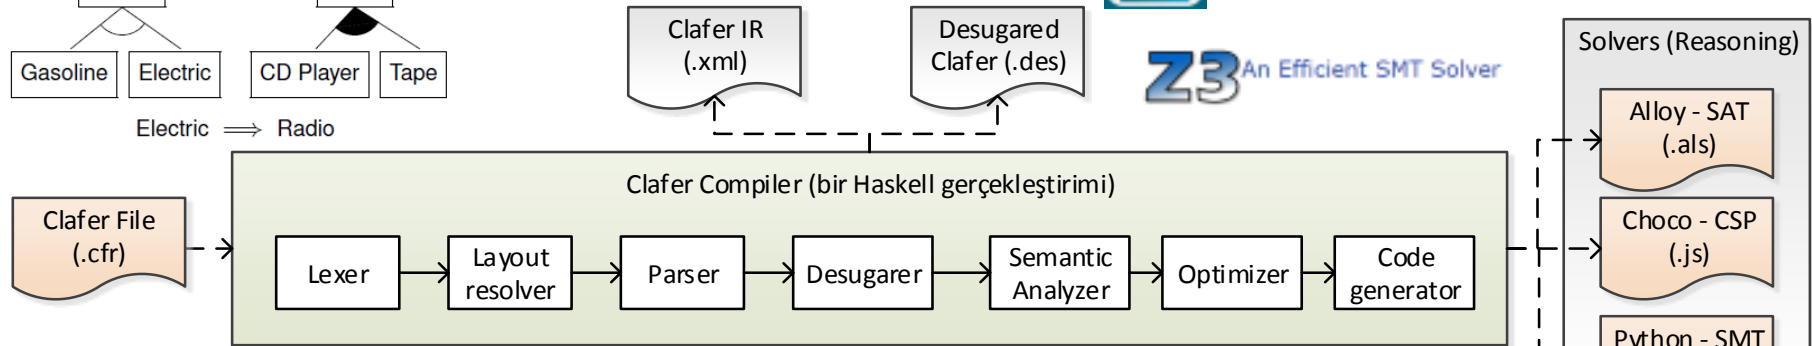 Gasoline
Electric
CD Player
Tape
Electric ⟹ Radio
Clafer IR
(.xml)
Desugared
Clafer (.des)
Z3 An Efficient SMT Solver
Solvers (Reasoning)
Alloy - SAT
(.als)
Choco - CSP
(.js)
Python - SMT
Clafer File
(.cfr)
Clafer Compiler (bir Haskell gerçekleştirimi)
Lexer
Layout
resolver
Parser
Desugarer
Semantic
Analyzer
Optimizer
Code
generator